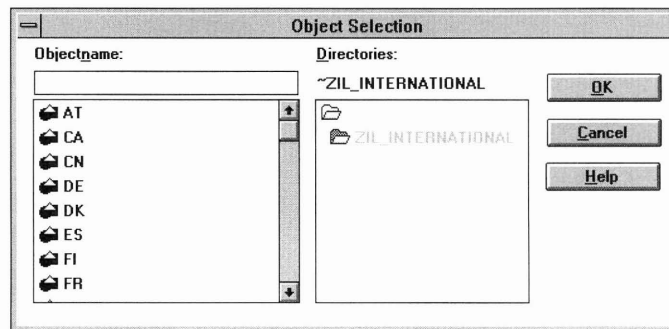 Object Selection
Objectname:
AT
CA
CN
DE
DK
ES
FI
FR
Directories:
~ZIL_INTERNATIONAL
ZIL_INTERNATIONAL
OK
Cancel
Help